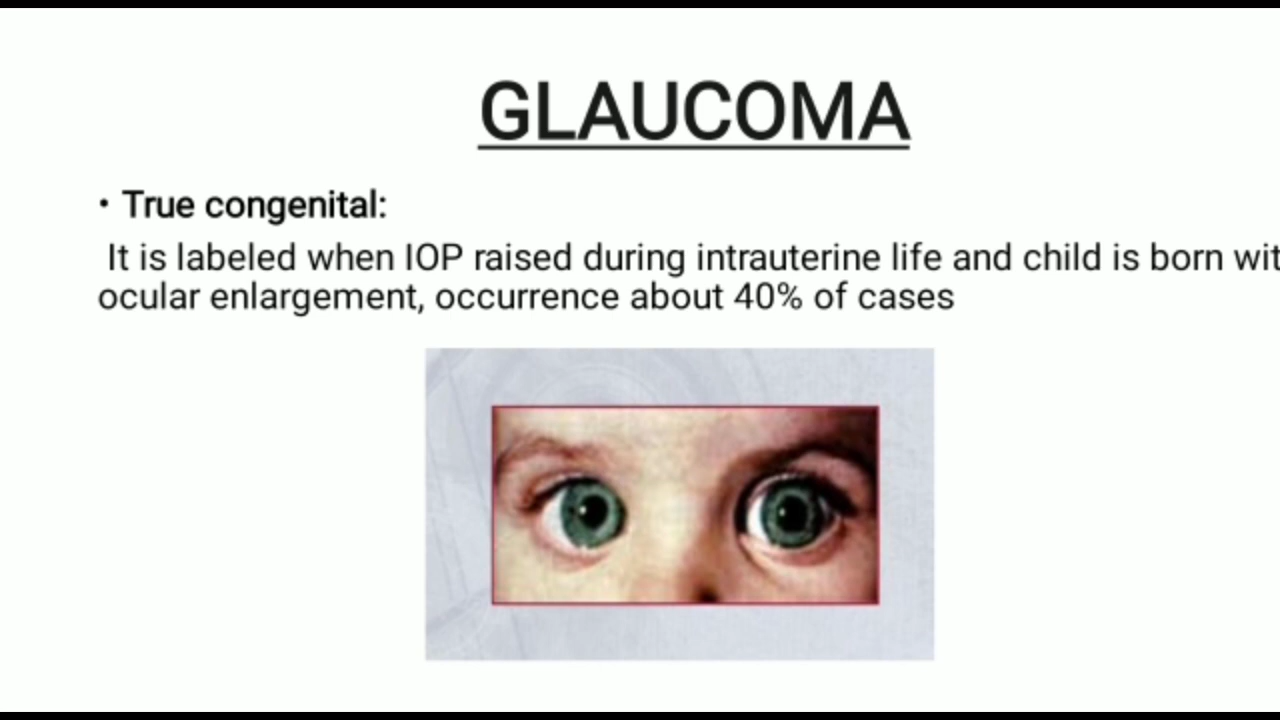 GLAUCOMA
• True congenital:
It is labeled when IOP raised during intrauterine life and child is born
ocular enlargement, occurrence about 40% of cases